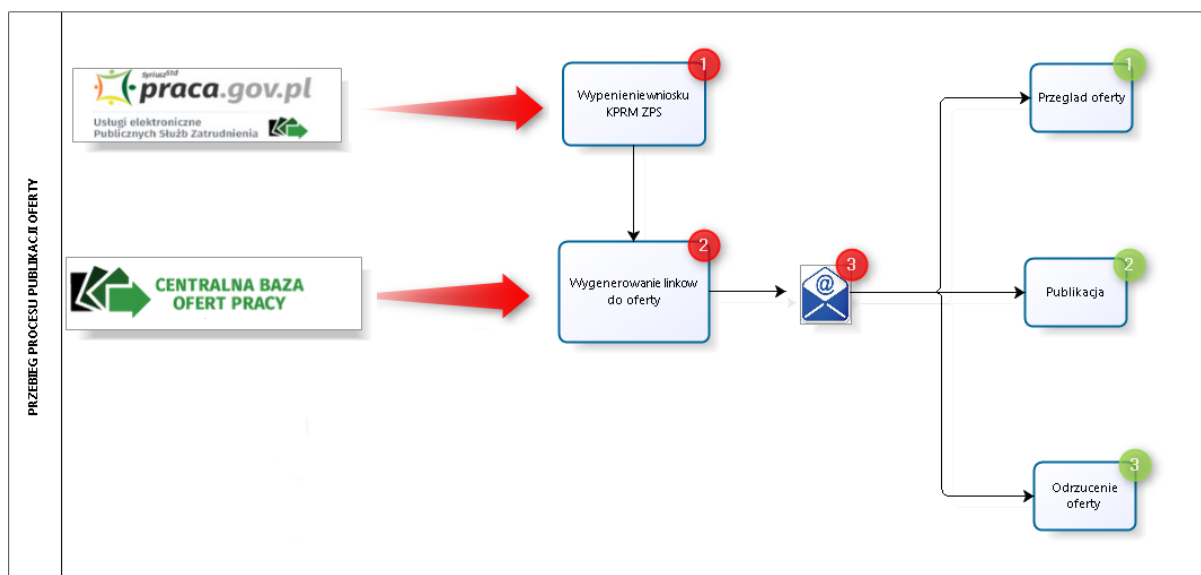 PRZEBIEG PROCESU PUBLIKACJI OFERTY
SyriuszStd
praca.gov.pl
Usługi elektroniczne
Publicznych Służb Zatrudnienia
1
Wypenieniewniosku
KPRM ZPS
1
Przeglad oferty
CENTRALNA BAZA
OFERT PRACY
2
Wygenerowanie linkow
do oferty
3
@
2
Publikacja
3
Odrzucenie
oferty